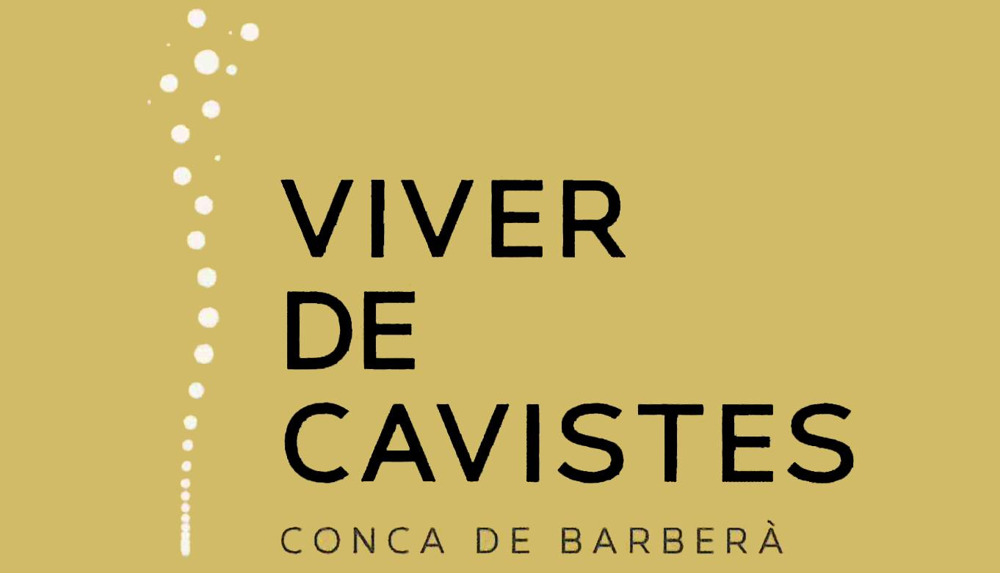 VIVER
DE
CAVISTES
CONCA DE BARBERÀ